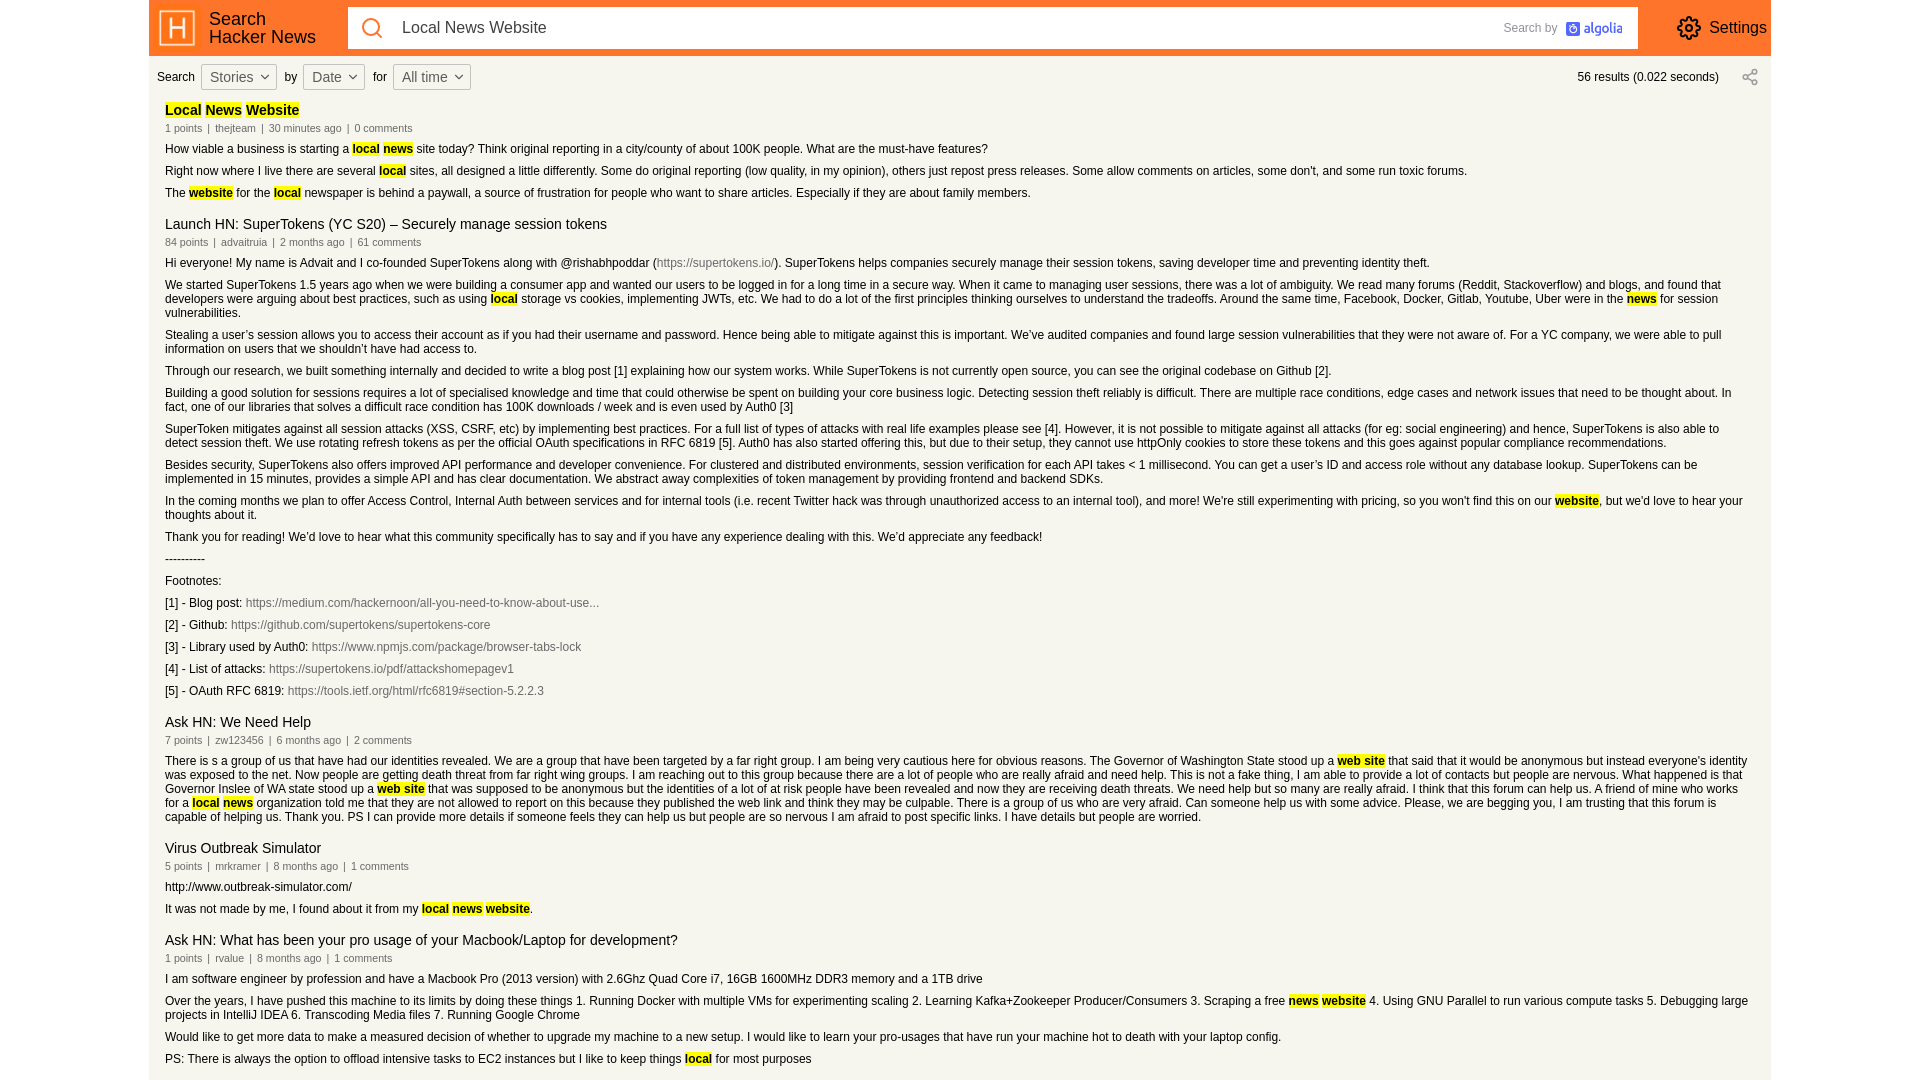 Search
Hacker News
Local News Website
Search by algolia
Settings
Search Stories by Date for All time
56 results (0.022 seconds)
Local News Website
1 points | thejteam | 30 minutes ago | 0 comments
How viable a business is starting a local news site today? Think original reporting in a city/county of about 100K people. What are the must-have features?
Right now where I live there are several local sites, all designed a little differently. Some do original reporting (low quality, in my opinion), others just repost press releases. Some allow comments on articles, some don't, and some run toxic forums.
The website for the local newspaper is behind a paywall, a source of frustration for people who want to share articles. Especially if they are about family members.
Launch HN: SuperTokens (YC S20) – Securely manage session tokens
84 points | advaitruia | 2 months ago | 61 comments
Hi everyone! My name is Advait and I co-founded SuperTokens along with @rishabhpoddar (https://supertokens.io/). SuperTokens helps companies securely manage their session tokens, saving developer time and preventing identity theft.
We started SuperTokens 1.5 years ago when we were building a consumer app and wanted our users to be logged in for a long time in a secure way. When it came to managing user sessions, there was a lot of ambiguity. We read many forums (Reddit, Stackoverflow) and blogs, and found that
developers were arguing about best practices, such as using local storage vs cookies, implementing JWTs, etc. We had to do a lot of the first principles thinking ourselves to understand the tradeoffs. Around the same time, Facebook, Docker, Gitlab, Youtube, Uber were in the news for session
vulnerabilities.
Stealing a user’s session allows you to access their account as if you had their username and password. Hence being able to mitigate against this is important. We’ve audited companies and found large session vulnerabilities that they were not aware of. For a YC company, we were able to pull
information on users that we shouldn’t have had access to.
Through our research, we built something internally and decided to write a blog post [1] explaining how our system works. While SuperTokens is not currently open source, you can see the original codebase on Github [2].
Building a good solution for sessions requires a lot of specialised knowledge and time that could otherwise be spent on building your core business logic. Detecting session theft reliably is difficult. There are multiple race conditions, edge cases and network issues that need to be thought about. In
fact, one of our libraries that solves a difficult race condition has 100K downloads / week and is even used by Auth0 [3]
SuperToken mitigates against all session attacks (XSS, CSRF, etc) by implementing best practices. For a full list of types of attacks with real life examples please see [4]. However, it is not possible to mitigate against all attacks (for eg: social engineering) and hence, SuperTokens is also able to
detect session theft. We use rotating refresh tokens as per the official OAuth specifications in RFC 6819 [5]. Auth0 has also started offering this, but due to their setup, they cannot use httpOnly cookies to store these tokens and this goes against popular compliance recommendations.
Besides security, SuperTokens also offers improved API performance and developer convenience. For clustered and distributed environments, session verification for each API takes < 1 millisecond. You can get a user’s ID and access role without any database lookup. SuperTokens can be
implemented in 15 minutes, provides a simple API and has clear documentation. We abstract away complexities of token management by providing frontend and backend SDKs.
In the coming months we plan to offer Access Control, Internal Auth between services and for internal tools (i.e. recent Twitter hack was through unauthorized access to an internal tool), and more! We're still experimenting with pricing, so you won't find this on our website, but we'd love to hear your
thoughts about it.
Thank you for reading! We’d love to hear what this community specifically has to say and if you have any experience dealing with this. We’d appreciate any feedback!
----------
Footnotes:
[1] - Blog post: https://medium.com/hackernoon/all-you-need-to-know-about-use...
[2] - Github: https://github.com/supertokens/supertokens-core
[3] - Library used by Auth0: https://www.npmjs.com/package/browser-tabs-lock
[4] - List of attacks: https://supertokens.io/pdf/attackshomepagev1
[5] - OAuth RFC 6819: https://tools.ietf.org/html/rfc6819#section-5.2.2.3
Ask HN: We Need Help
7 points | zw123456 | 6 months ago | 2 comments
There is s a group of us that have had our identities revealed. We are a group that have been targeted by a far right group. I am being very cautious here for obvious reasons. The Governor of Washington State stood up a web site that said that it would be anonymous but instead everyone's identity
was exposed to the net. Now people are getting death threat from far right wing groups. I am reaching out to this group because there are a lot of people who are really afraid and need help. This is not a fake thing, I am able to provide a lot of contacts but people are nervous. What happened is that
Governor Inslee of WA state stood up a web site that was supposed to be anonymous but the identities of a lot of at risk people have been revealed and now they are receiving death threats. We need help but so many are really afraid. I think that this forum can help us. A friend of mine who works
for a local news organization told me that they are not allowed to report on this because they published the web link and think they may be culpable. There is a group of us who are very afraid. Can someone help us with some advice. Please, we are begging you, I am trusting that this forum is
capable of helping us. Thank you. PS I can provide more details if someone feels they can help us but people are so nervous I am afraid to post specific links. I have details but people are worried.
Virus Outbreak Simulator
5 points | mrkramer | 8 months ago | 1 comments
http://www.outbreak-simulator.com/
It was not made by me, I found about it from my local news website.
Ask HN: What has been your pro usage of your Macbook/Laptop for development?
1 points | rvalue | 8 months ago | 1 comments
I am software engineer by profession and have a Macbook Pro (2013 version) with 2.6Ghz Quad Core i7, 16GB 1600MHz DDR3 memory and a 1TB drive
Over the years, I have pushed this machine to its limits by doing these things 1. Running Docker with multiple VMs for experimenting scaling 2. Learning Kafka+Zookeeper Producer/Consumers 3. Scraping a free news website 4. Using GNU Parallel to run various compute tasks 5. Debugging large
projects in IntelliJ IDEA 6. Transcoding Media files 7. Running Google Chrome
Would like to get more data to make a measured decision of whether to upgrade my machine to a new setup. I would like to learn your pro-usages that have run your machine hot to death with your laptop config.
PS: There is always the option to offload intensive tasks to EC2 instances but I like to keep things local for most purposes